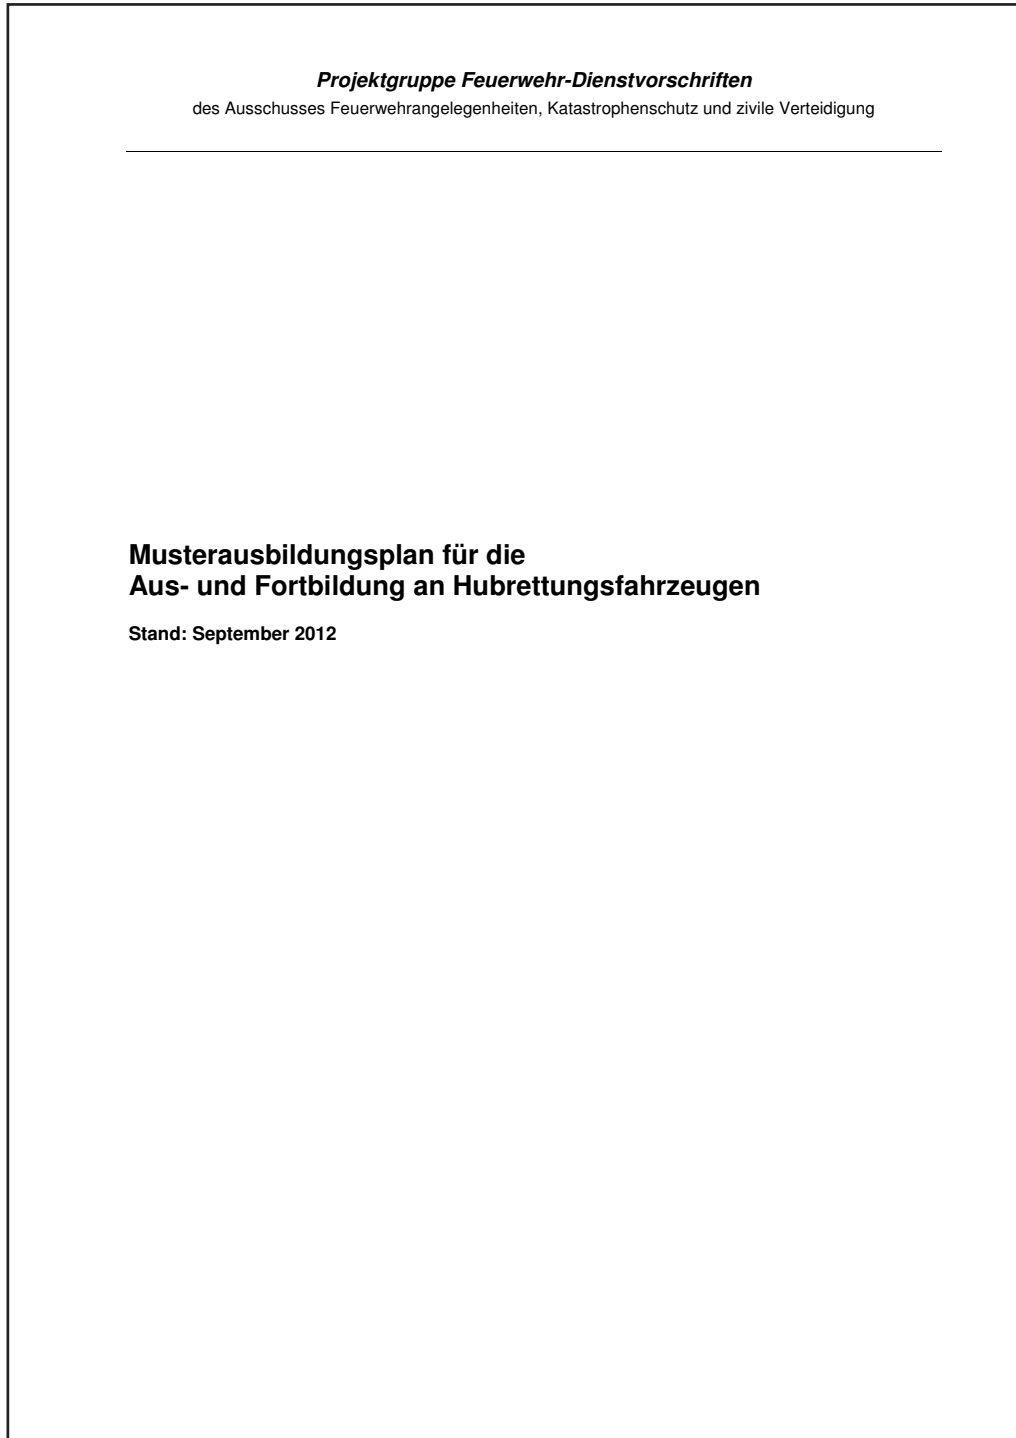 Projektgruppe Feuerwehr-Dienstvorschriften
des Ausschusses Feuerwehrangelegenheiten, Katastrophenschutz und zivile Verteidigung
Musterausbildungsplan für die
Aus- und Fortbildung an Hubrettungsfahrzeugen
Stand: September 2012